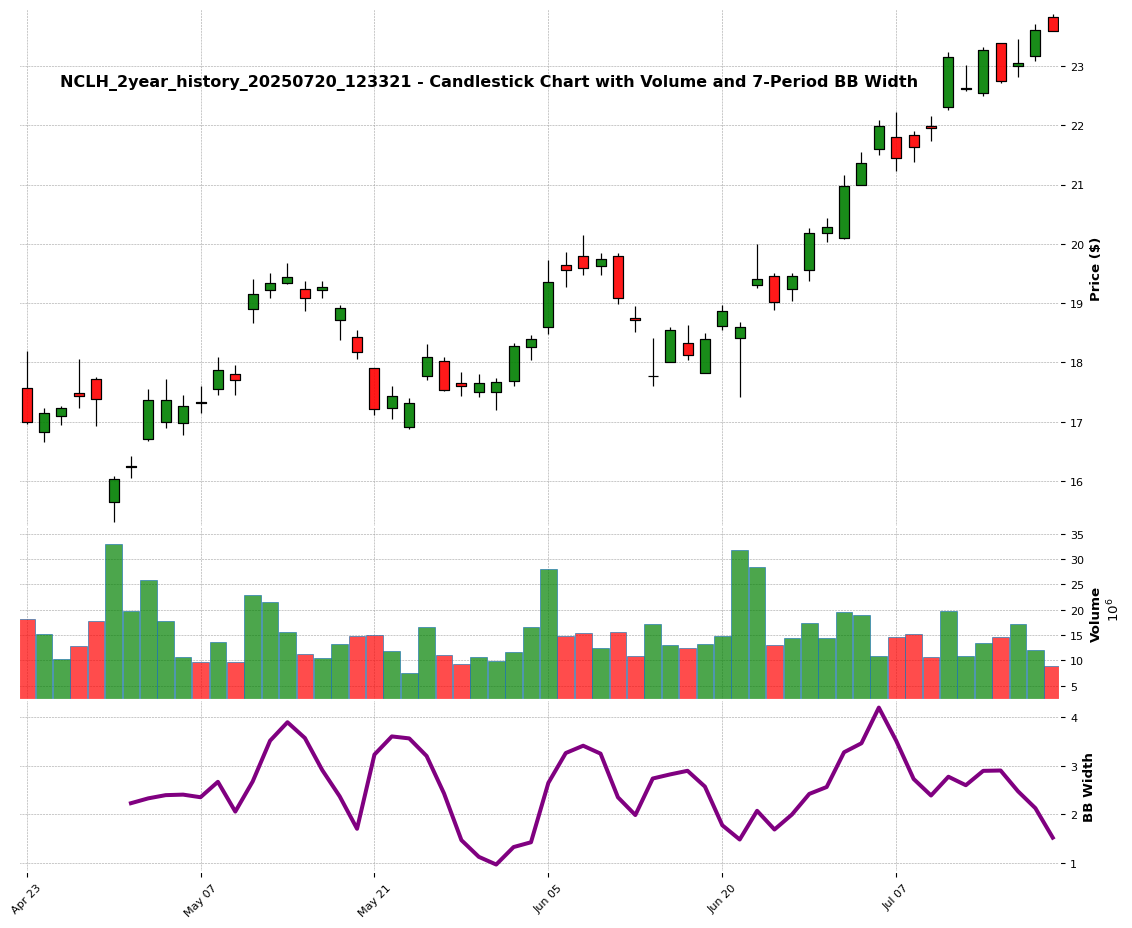 NCLH_2year_history_20250720_123321 - Candlestick Chart with Volume and 7-Period BB Width
23
22
21
20
19
18
17
16
Price ($)
35
30
25
20
15
10
5
Volume
10^6
4
3
2
1
BB Width
Apr 23
May 07
May 21
Jun 05
Jun 20
Jul 07